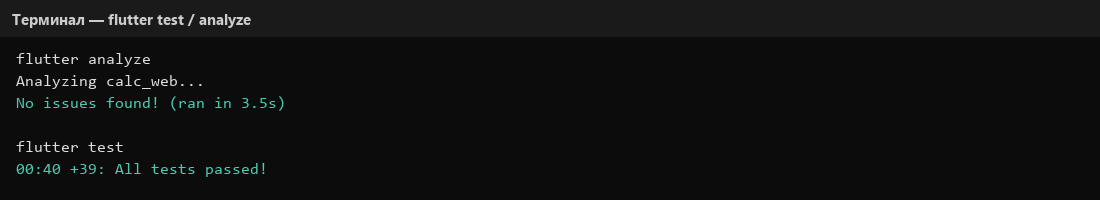 Терминал — flutter test / analyze
flutter analyze
Analyzing calc_web...
No issues found! (ran in 3.5s)
flutter test
00:40 +39: All tests passed!